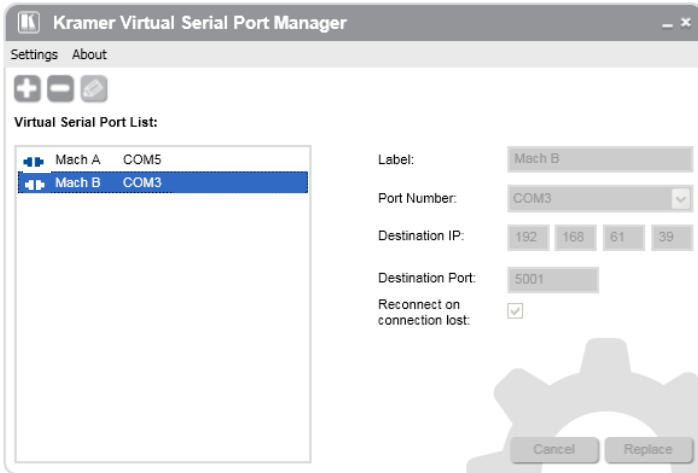 Kramer Virtual Serial Port Manager
Settings About
Virtual Serial Port List:
Mach A COM5
Mach B COM3
Label: Mach B
Port Number: COM3
Destination IP: 192 168 61 39
Destination Port: 5001
Reconnect on
connection lost:
Cancel Replace